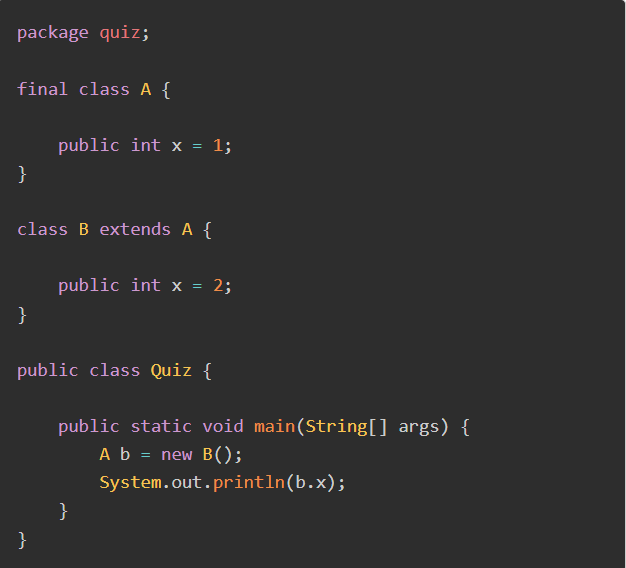 package quiz;
final class A {
public int x = 1;
}
class B extends A {
public int x = 2;
}
public class Quiz {
public static void main(String[] args) {
A b = new B();
System.out.println(b.x);
}
}